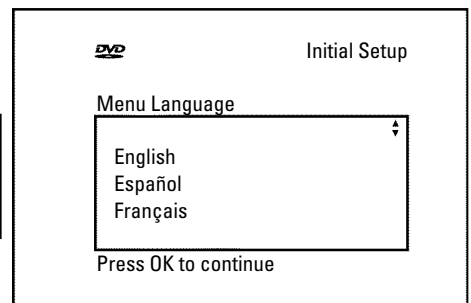 DVD
Initial Setup
Menu Language
English
Español
Français
Press OK to continue